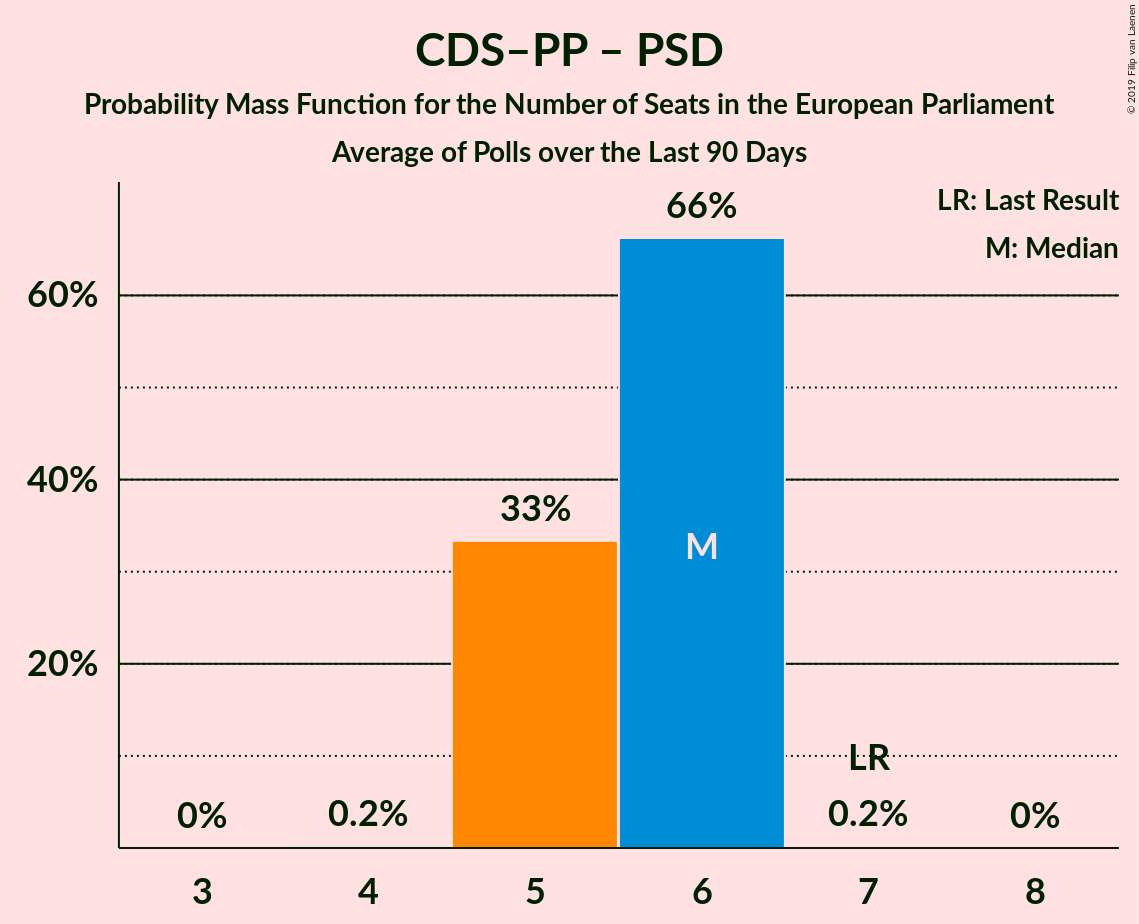 CDS–PP – PSD
Probability Mass Function for the Number of Seats in the European Parliament
Average of Polls over the Last 90 Days
© 2019 Filip van Laenen
LR: Last Result
M: Median
66%
60%
40%
33%
M
20%
LR
0% 0.2% 0.2% 0%
3 4 5 6 7 8